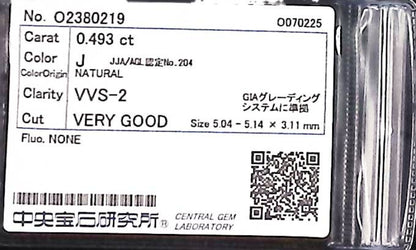 No. O2380219 O070225
Carat 0.493 ct
Color J JJA/AGL認定No.204
ColorOrigin NATURAL
Clarity VVS-2 GIAグレーディング
システムに準拠
Cut VERY GOOD Size 5.04 - 5.14 × 3.11 mm
Fluo. NONE
中央宝石研究所® CENTRAL GEM
LABORATORY